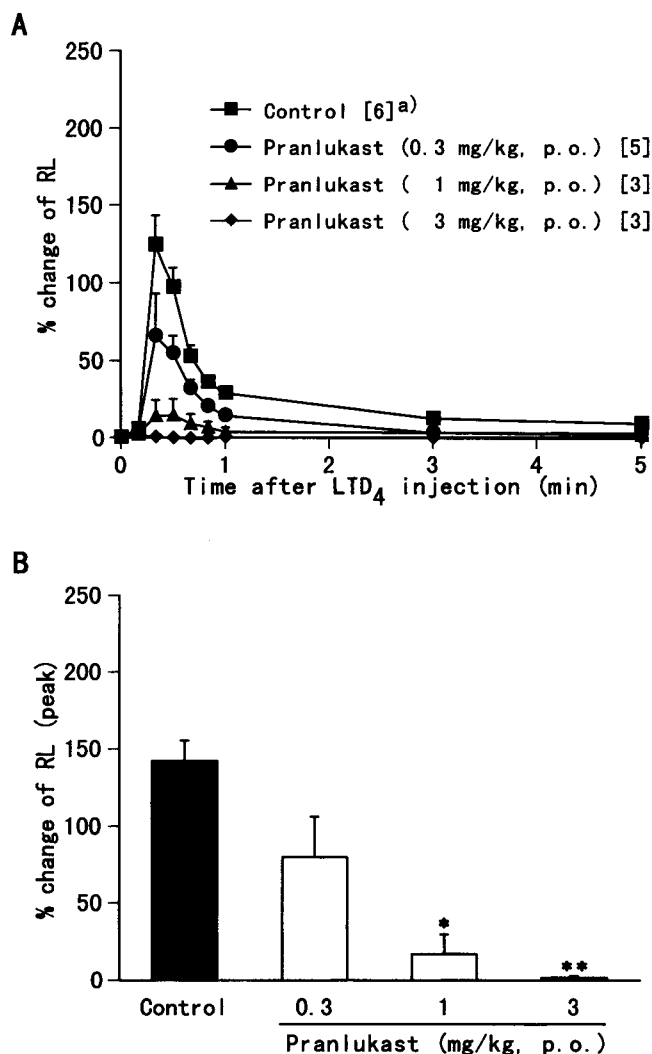 A
250
200
150
100
50
0
% change of RL
Control [6]a)
Pranlukast (0.3 mg/kg, p.o.) [5]
Pranlukast ( 1 mg/kg, p.o.) [3]
Pranlukast ( 3 mg/kg, p.o.) [3]
0 1 2 3 4 5
Time after LTD4 injection (min)
B
250
200
150
100
50
0
% change of RL (peak)
*
**
Control 0.3 1 3
Pranlukast (mg/kg, p.o.)